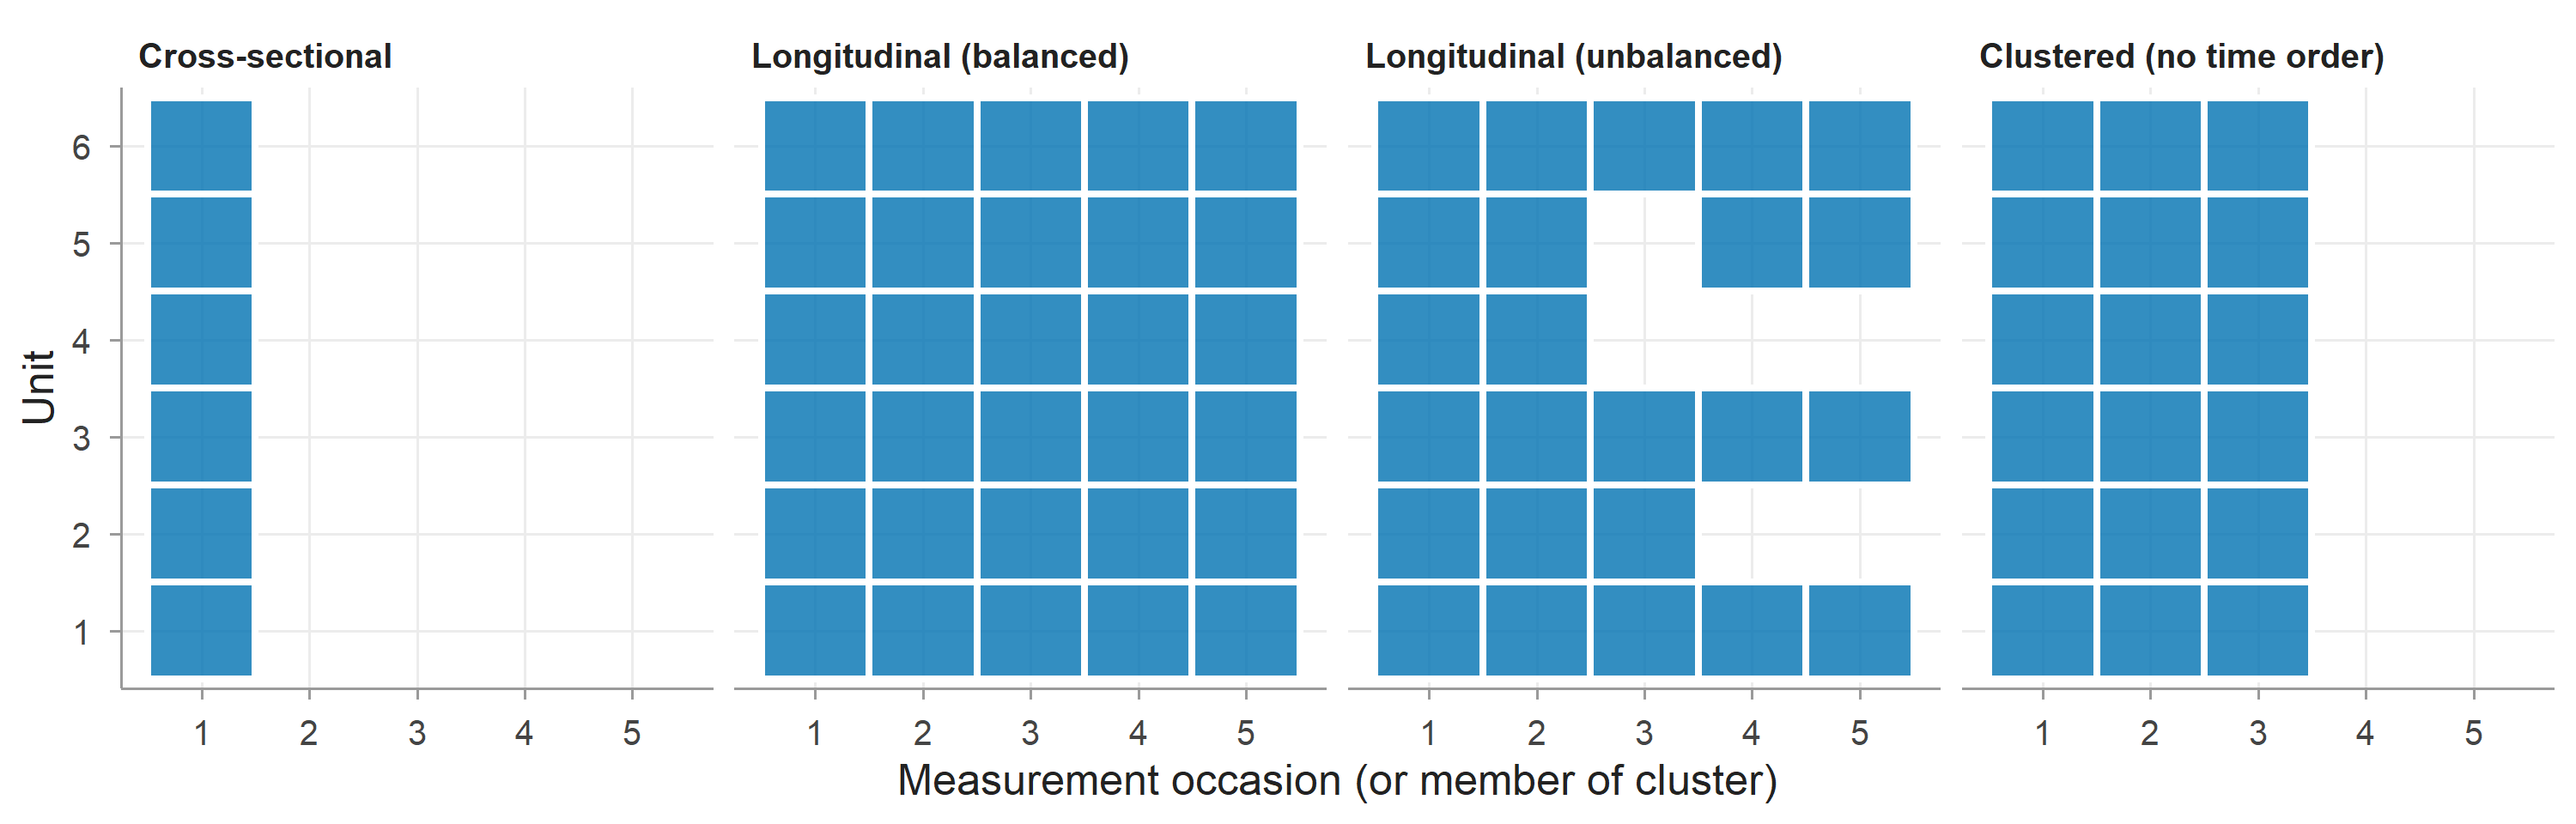 Cross-sectional
Longitudinal (balanced)
Longitudinal (unbalanced)
Clustered (no time order)
Unit
6
5
4
3
2
1
1 2 3 4 5
1 2 3 4 5
1 2 3 4 5
1 2 3 4 5
Measurement occasion (or member of cluster)